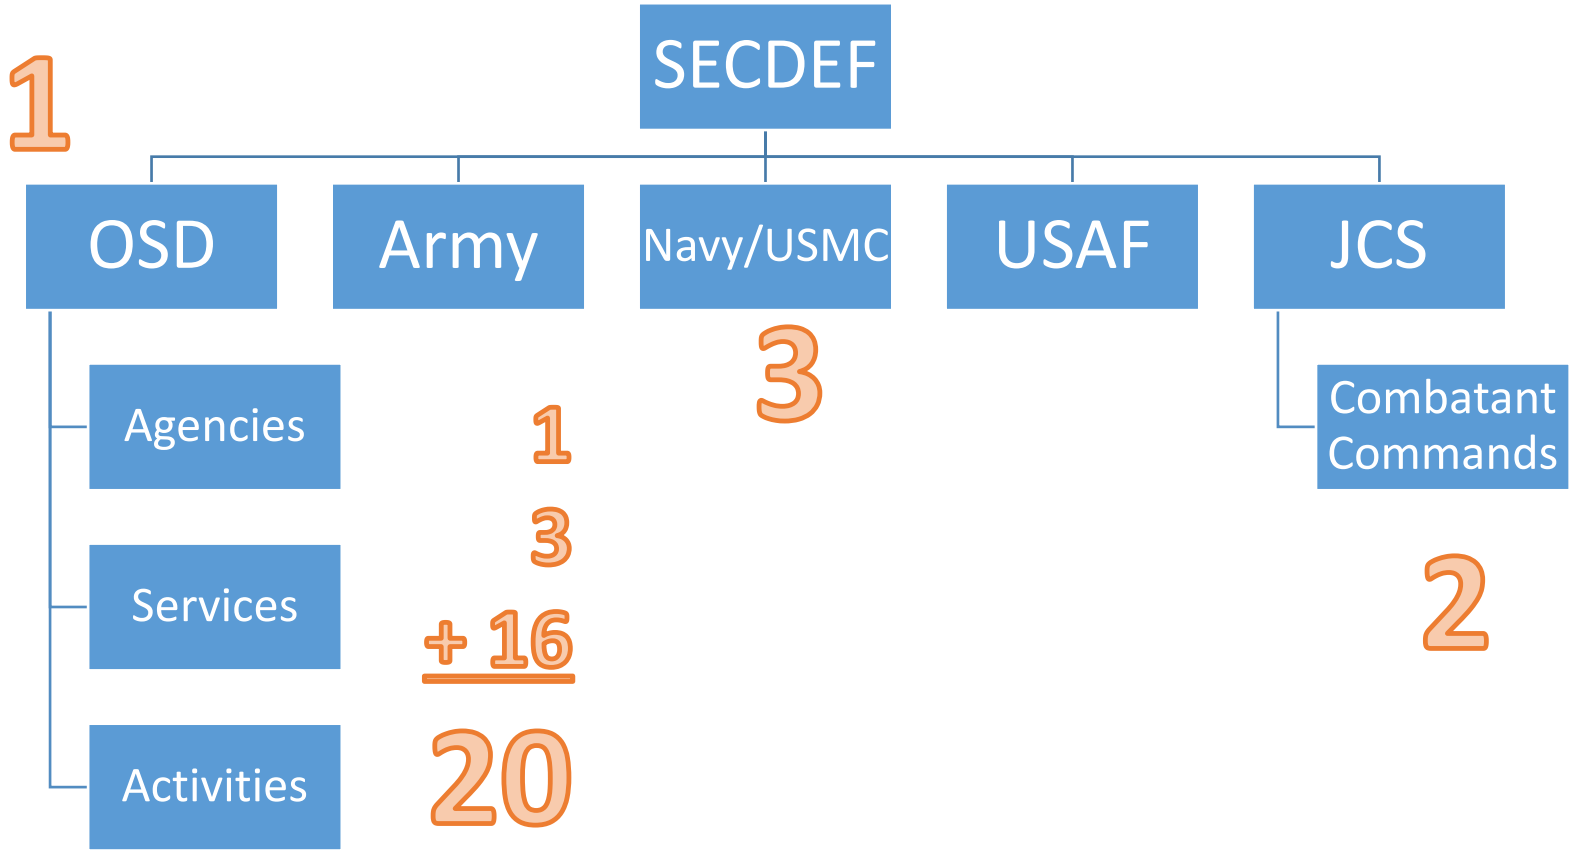 SECDEF
1
OSD
Army
Navy/USMC
USAF
JCS
3
Agencies
1
Combatant
Commands
3
Services
+ 16
2
Activities
20